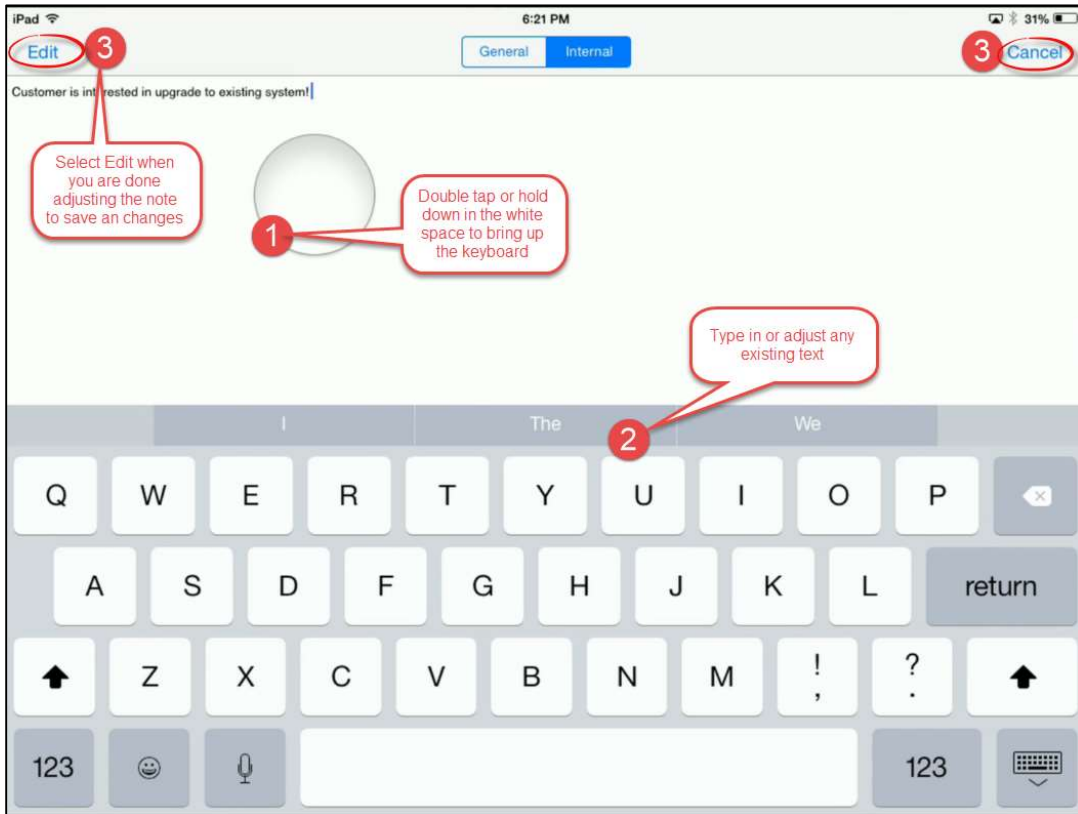 iPad 6:21 PM 31%
Edit 3 General Internal 3 Cancel
Customer is interested in upgrade to existing system!
Select Edit when
you are done
adjusting the note
to save an changes
Double tap or hold
down in the white
space to bring up
the keyboard
1
Type in or adjust any
existing text
I The We
2
Q W E R T Y U I O P
A S D F G H J K L return
Z X C V B N M ! , ? .
123 123